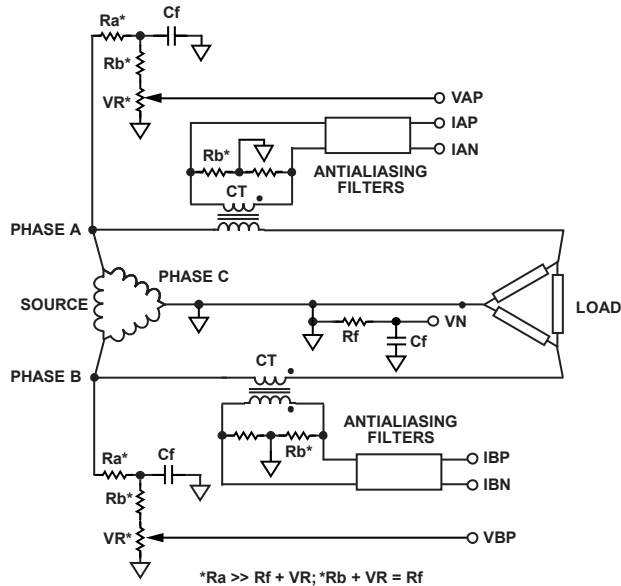 Ra*
Cf
Rb*
VR*
VAP
IAP
IAN
Rb*
ANTIALIASING
FILTERS
CT
PHASE A
PHASE C
SOURCE
LOAD
VN
Rf
Cf
PHASE B
CT
ANTIALIASING
FILTERS
Rb*
IBP
IBN
Ra*
Cf
Rb*
VR*
VBP
*Ra >> Rf + VR; *Rb + VR = Rf